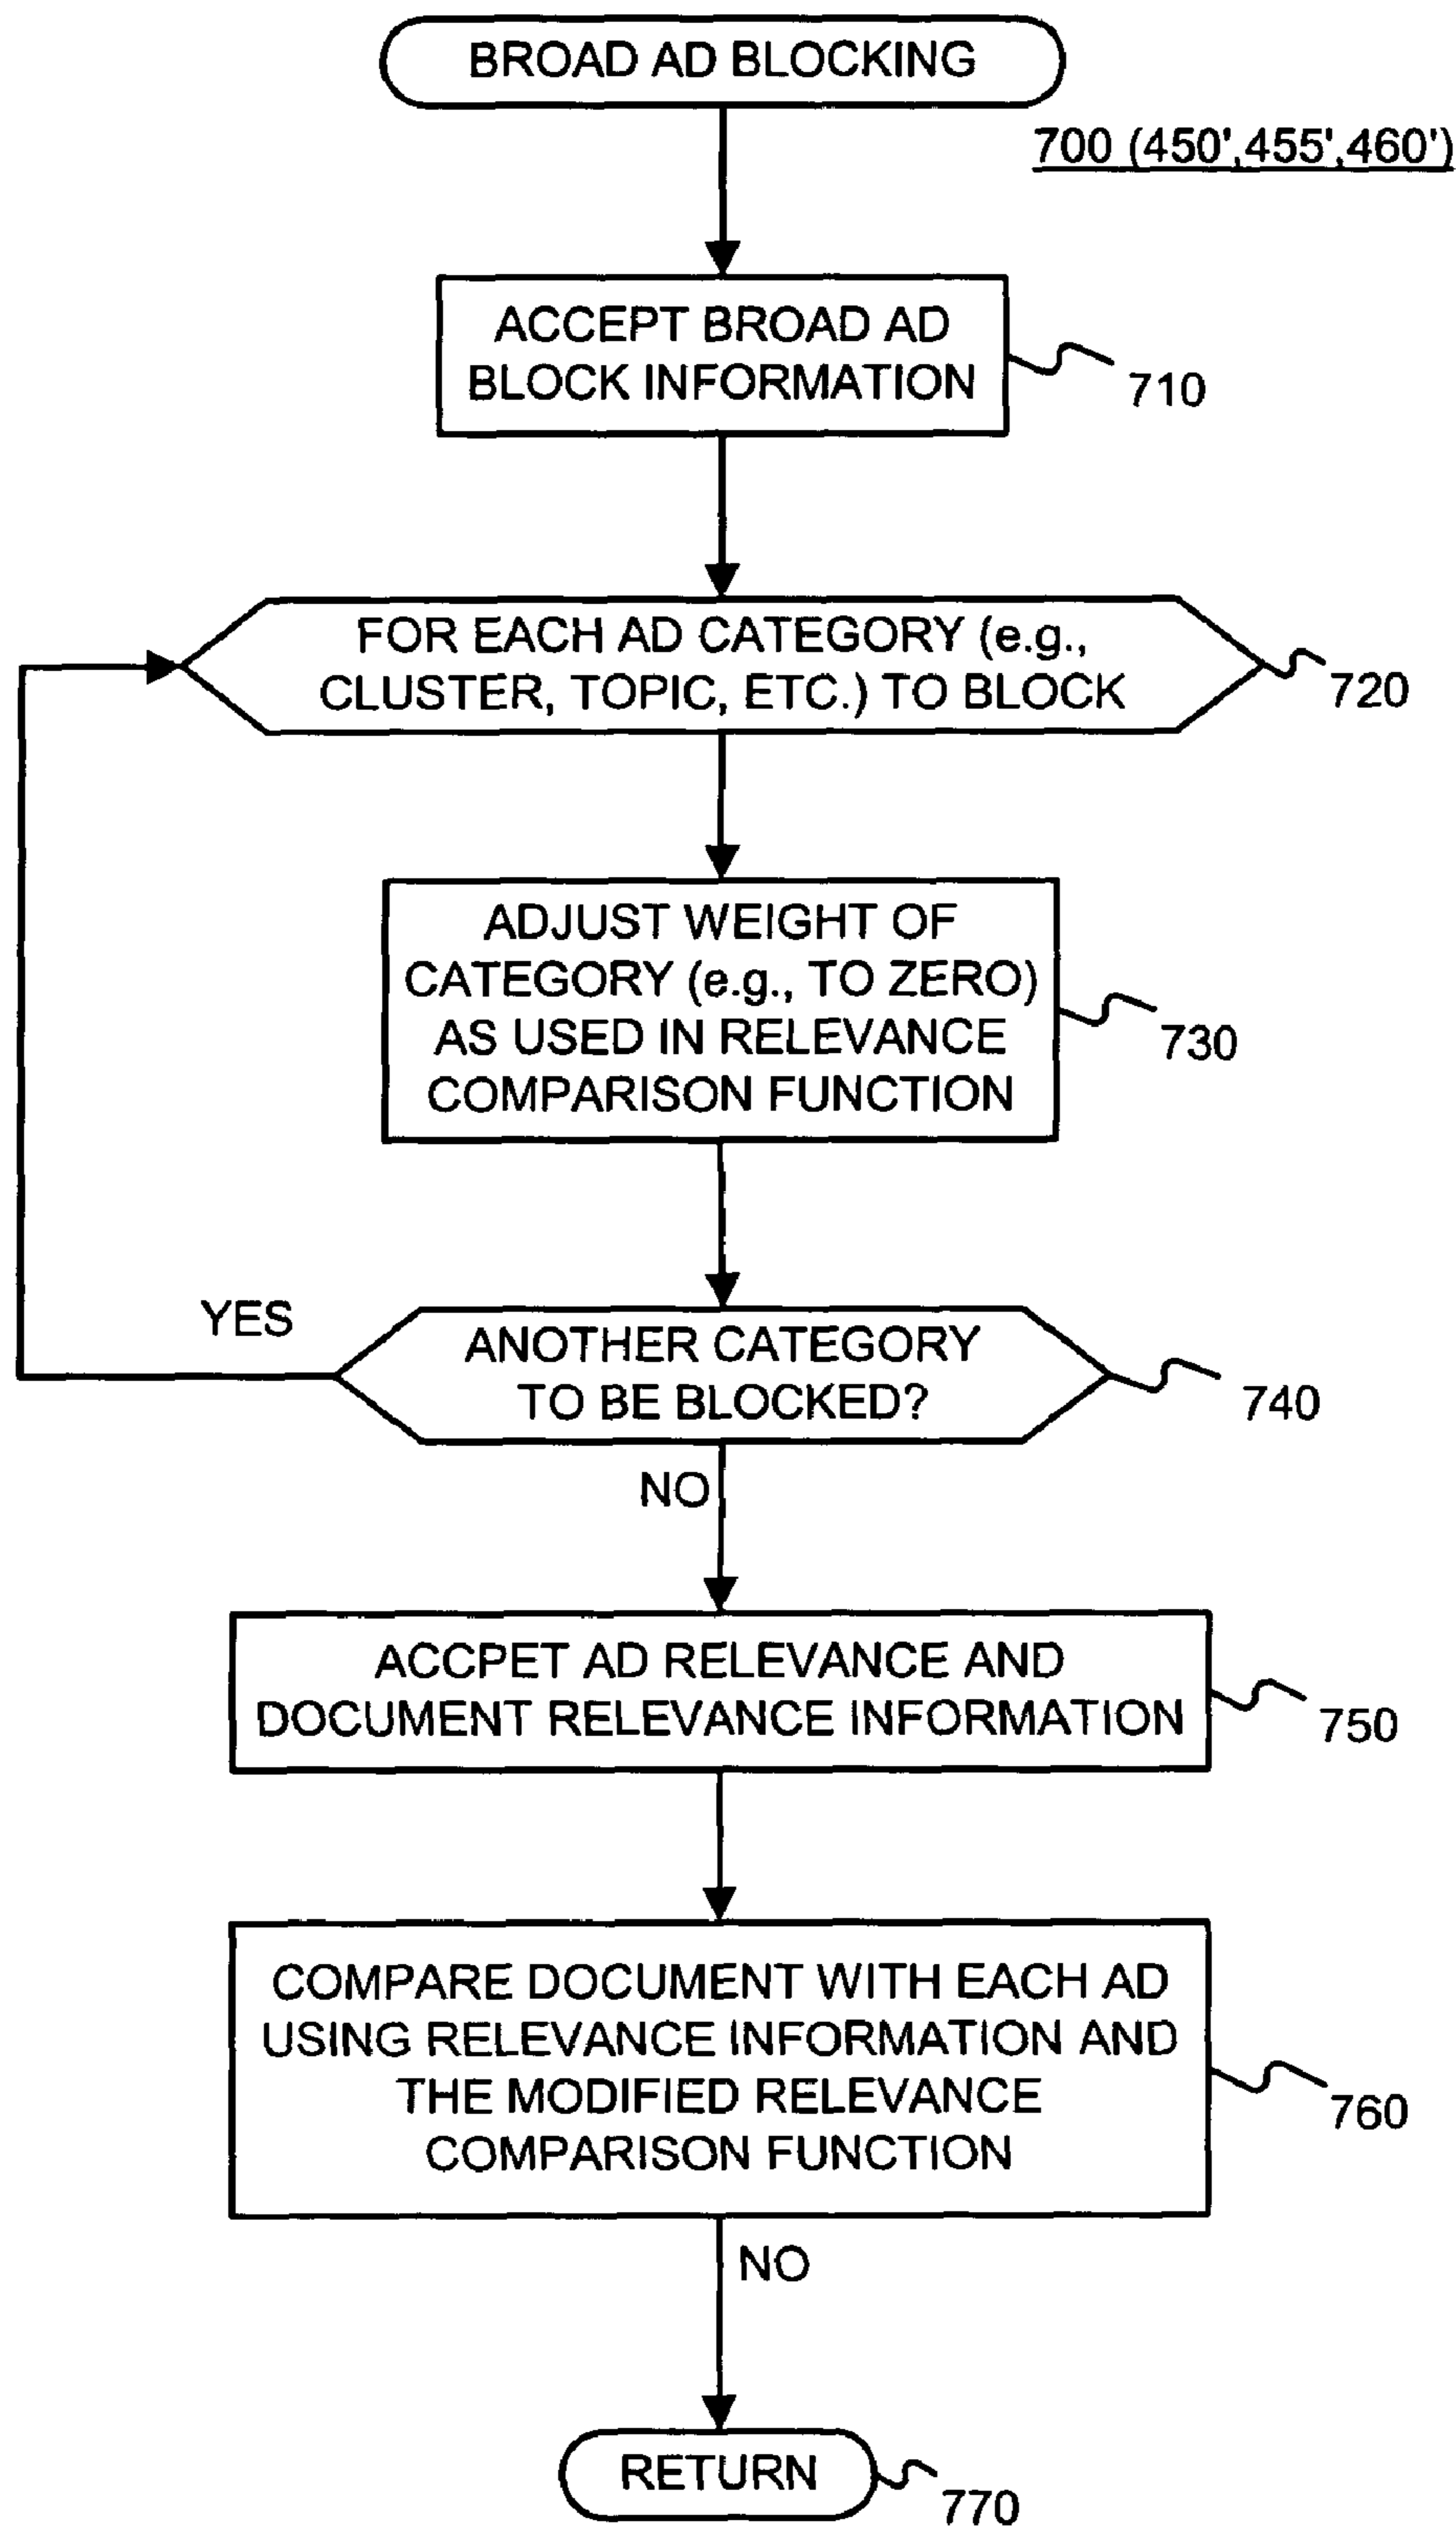 BROAD AD BLOCKING
700 (450',455',460')
ACCEPT BROAD AD
BLOCK INFORMATION
710
FOR EACH AD CATEGORY (e.g.,
CLUSTER, TOPIC, ETC.) TO BLOCK
720
ADJUST WEIGHT OF
CATEGORY (e.g., TO ZERO)
AS USED IN RELEVANCE
COMPARISON FUNCTION
730
YES
ANOTHER CATEGORY
TO BE BLOCKED?
740
NO
ACCPET AD RELEVANCE AND
DOCUMENT RELEVANCE INFORMATION
750
COMPARE DOCUMENT WITH EACH AD
USING RELEVANCE INFORMATION AND
THE MODIFIED RELEVANCE
COMPARISON FUNCTION
760
NO
RETURN
770